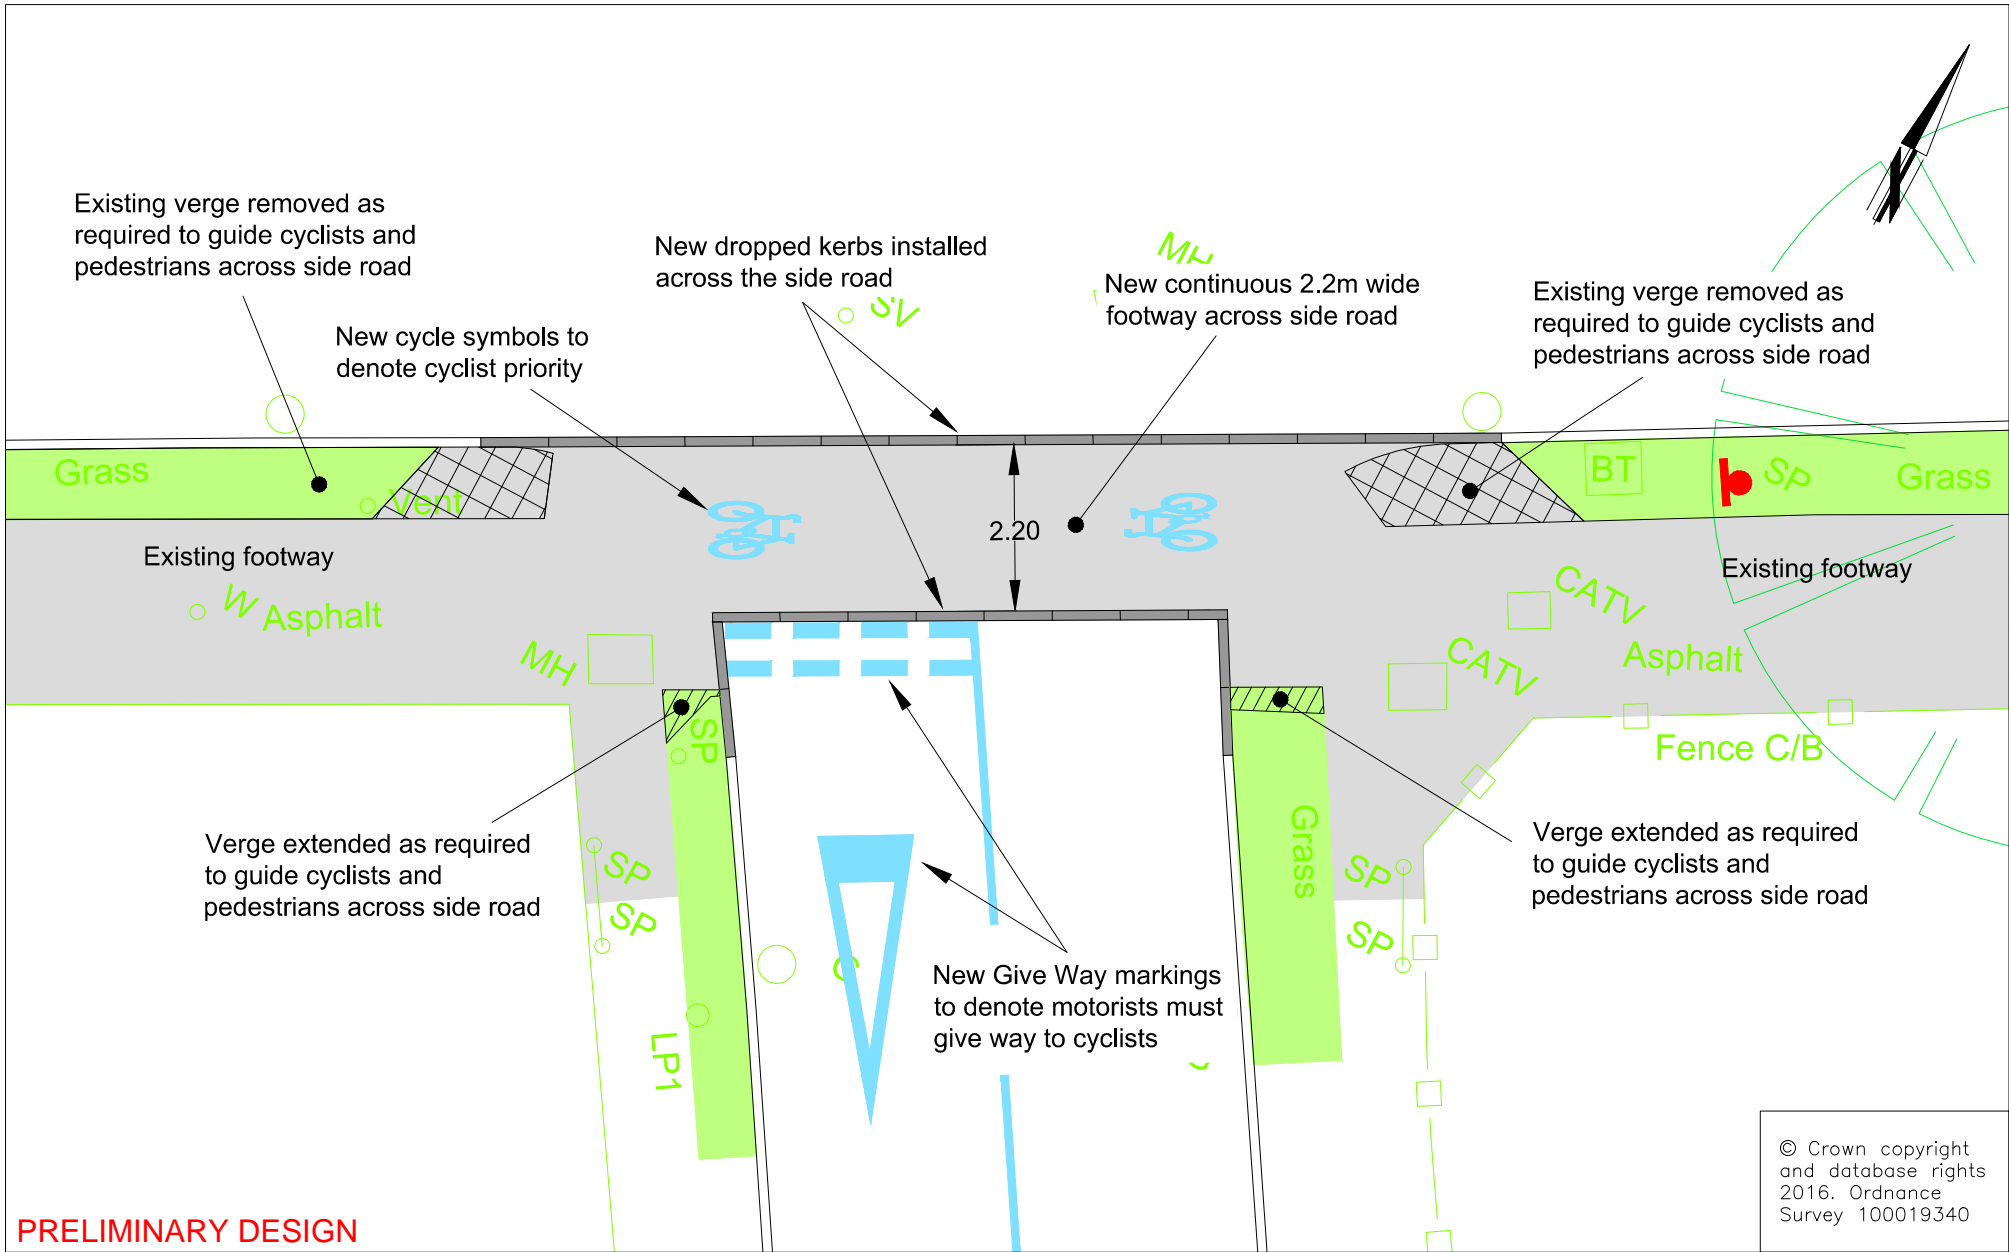 Existing verge removed as
required to guide cyclists and
pedestrians across side road
New cycle symbols to
denote cyclist priority
New dropped kerbs installed
across the side road
SV
MH
New continuous 2.2m wide
footway across side road
Existing verge removed as
required to guide cyclists and
pedestrians across side road
N
Grass
Vent
BT
SP
Grass
Existing footway
2.20
Existing footway
W
Asphalt
MH
CATV
CATV
Asphalt
SP
Fence C/B
Verge extended as required
to guide cyclists and
pedestrians across side road
SP
SP
Grass
SP
SP
Verge extended as required
to guide cyclists and
pedestrians across side road
New Give Way markings
to denote motorists must
give way to cyclists
LP1
© Crown copyright
and database rights
2016. Ordnance
Survey 100019340
PRELIMINARY DESIGN